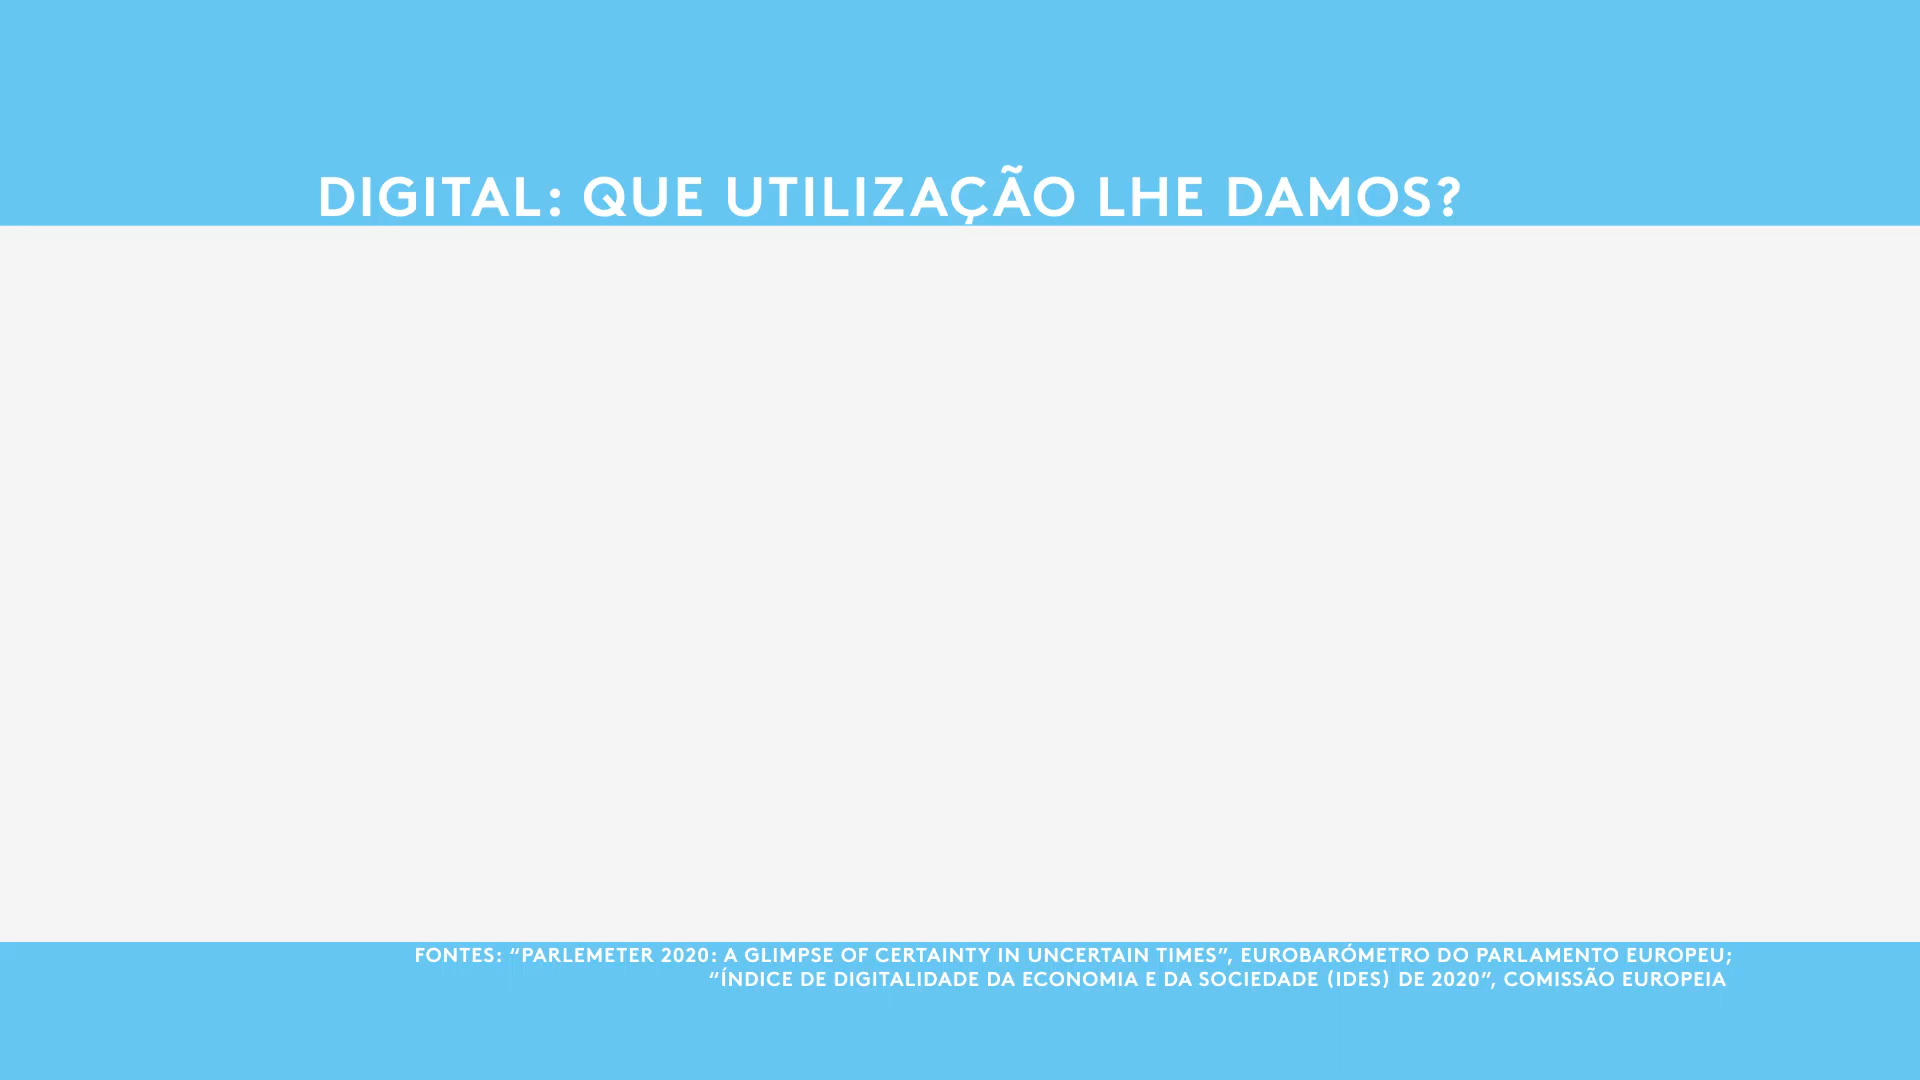 DIGITAL: QUE UTILIZAÇÃO LHE DAMOS?
FONTES: “PARLEMETER 2020: A GLIMPSE OF CERTAINTY IN UNCERTAIN TIMES”, EUROBARÓMETRO DO PARLAMENTO EUROPEU;
“ÍNDICE DE DIGITALIDADE DA ECONOMIA E DA SOCIEDADE (IDES) DE 2020”, COMISSÃO EUROPEIA